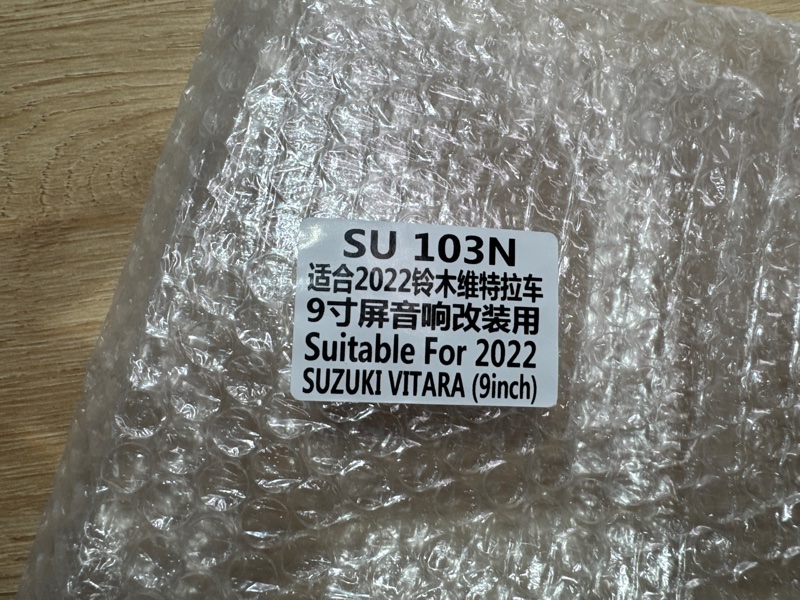 SU 103N
适合2022铃木维特拉车
9寸屏音响改装用
Suitable For 2022
SUZUKI VITARA (9inch)